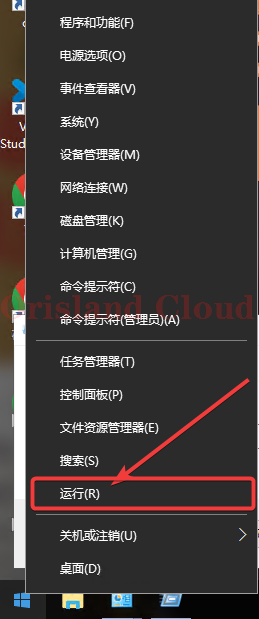 程序和功能(F)
电源选项(O)
事件查看器(V)
系统(Y)
V
Stud
设备管理器(M)
网络连接(W)
磁盘管理(K)
计算机管理(G)
命令提示符(C)
Orisland Cloud
命令提示符(管理员)(A)
任务管理器(T)
控制面板(P)
文件资源管理器(E)
搜索(S)
运行(R)
关机或注销(U)
桌面(D)